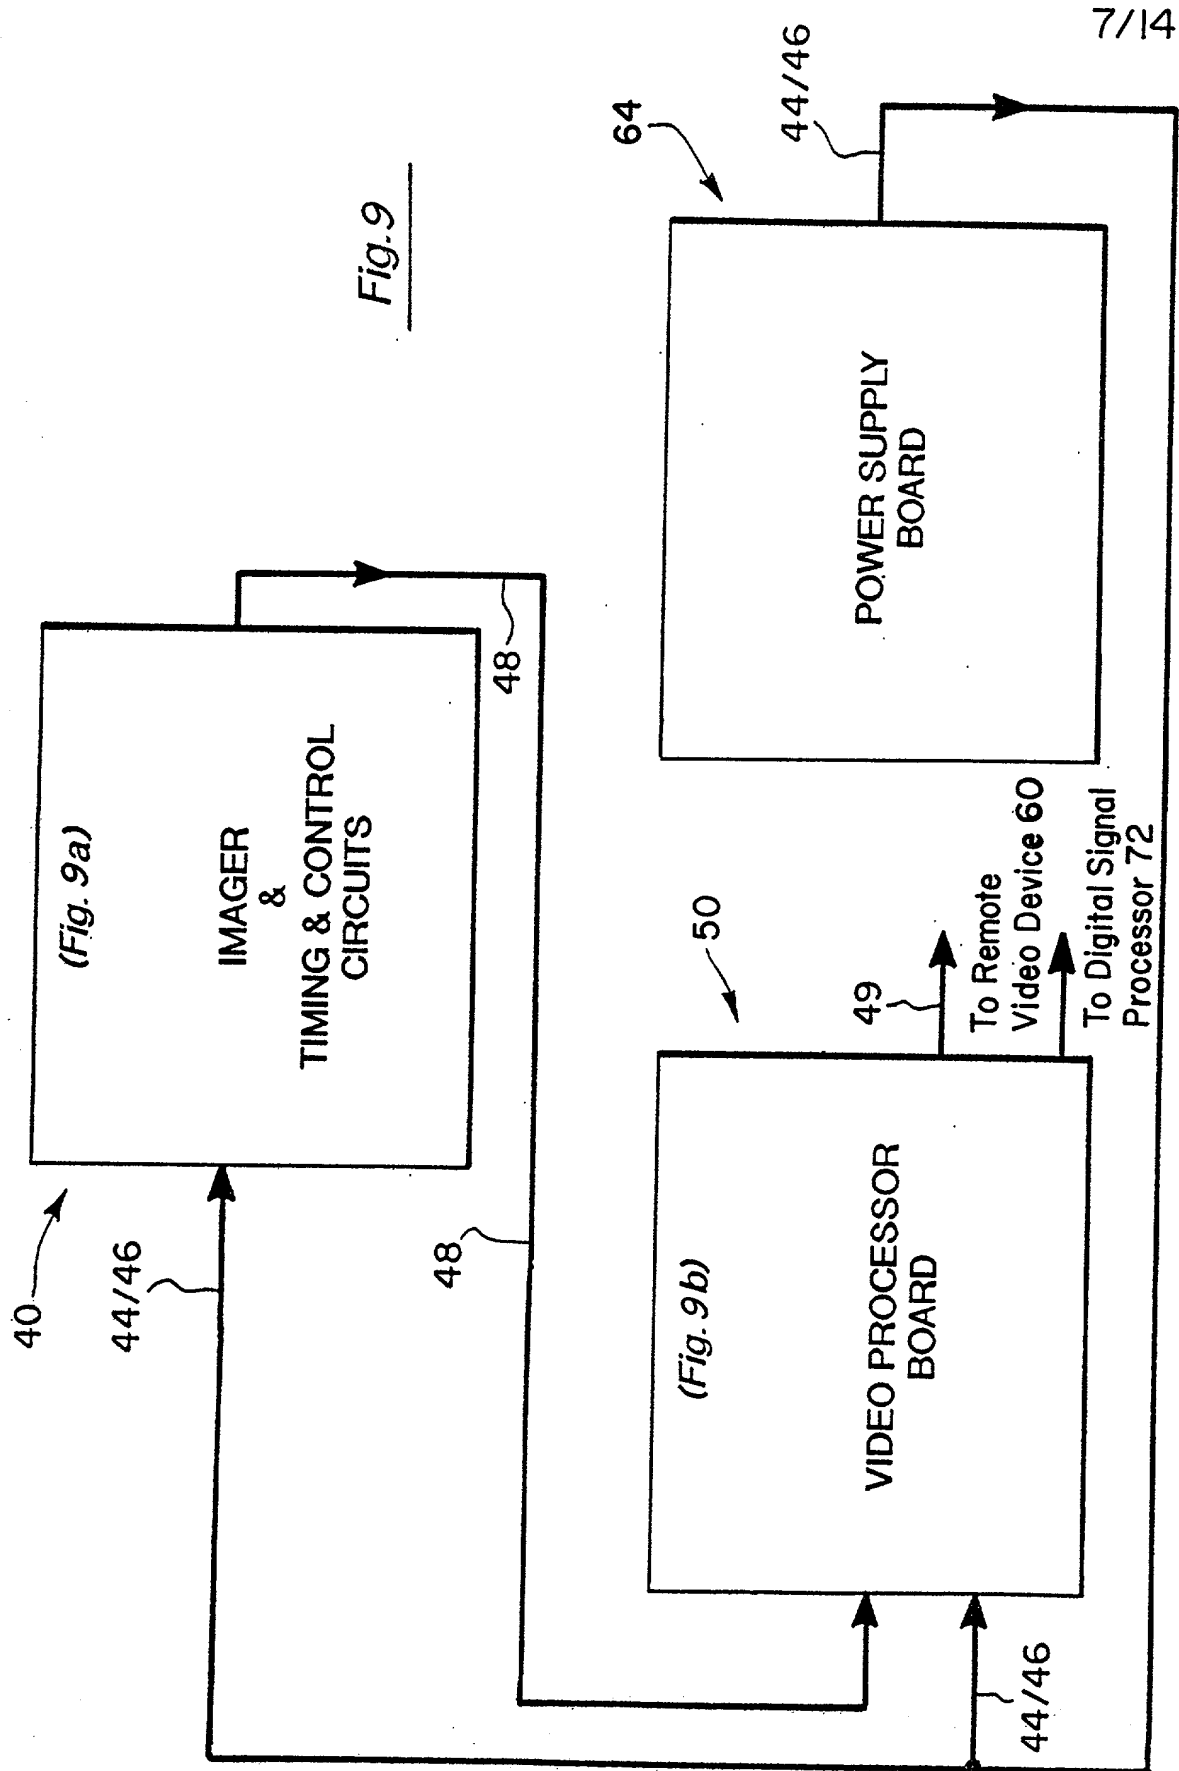 7/14
Fig. 9
40
(Fig. 9a)
IMAGER
&
TIMING & CONTROL
CIRCUITS
44/46
48
48
50
(Fig. 9b)
VIDEO PROCESSOR
BOARD
44/46
49
To Remote
Video Device 60
To Digital Signal
Processor 72
64
POWER SUPPLY
BOARD
44/46